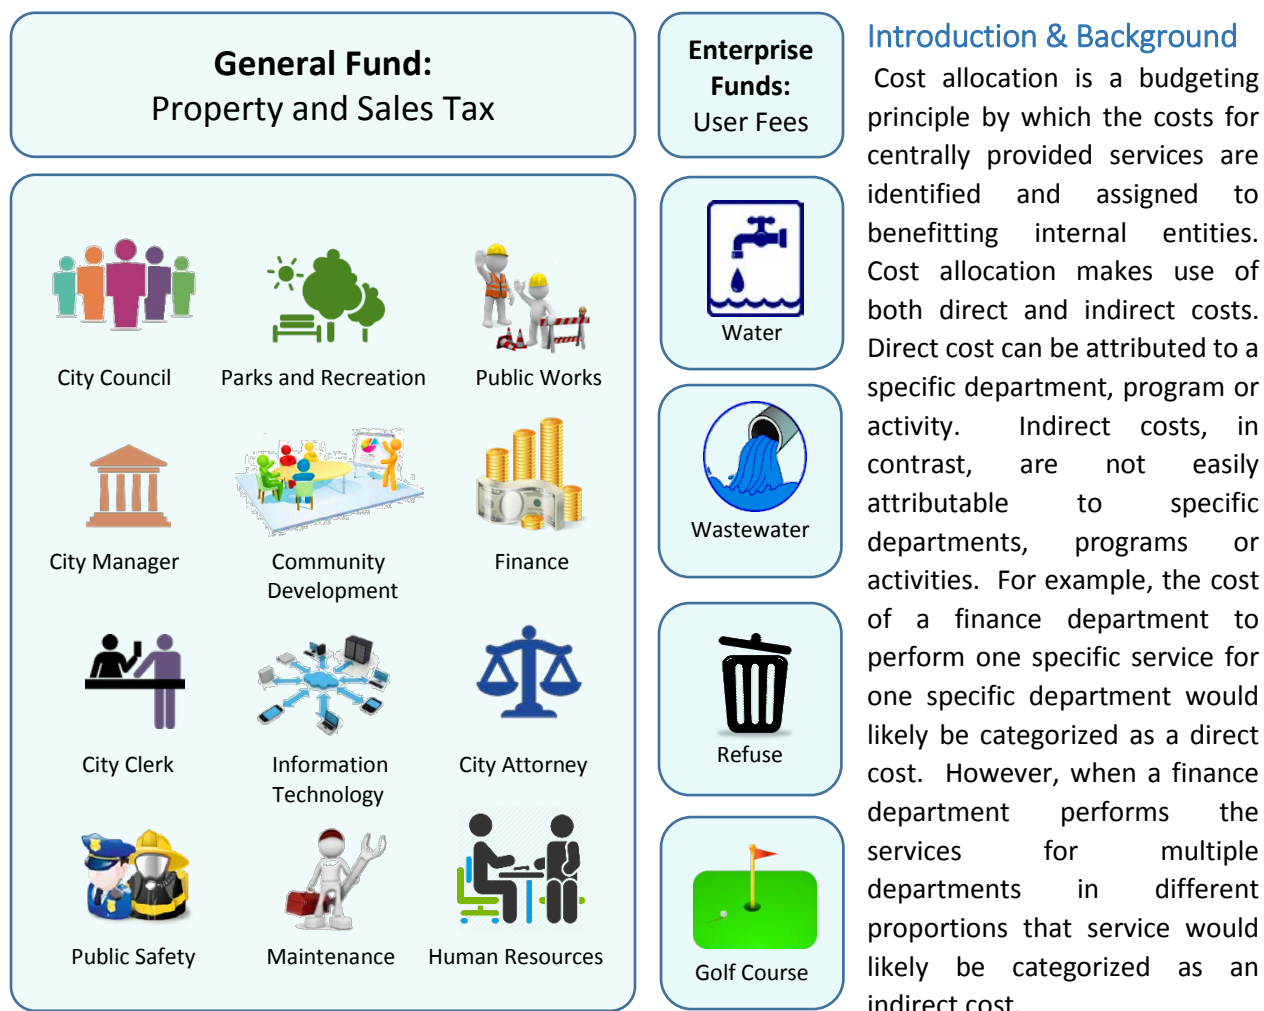 General Fund:
Property and Sales Tax
Enterprise
Funds:
User Fees
City Council
Parks and Recreation
Public Works
City Manager
Community
Development
Finance
City Clerk
Information
Technology
City Attorney
Public Safety
Maintenance
Human Resources
Water
Wastewater
Refuse
Golf Course
Introduction & Background
Cost allocation is a budgeting
principle by which the costs for
centrally provided services are
identified and assigned to
benefitting internal entities.
Cost allocation makes use of
both direct and indirect costs.
Direct cost can be attributed to a
specific department, program or
activity. Indirect costs, in
contrast, are not easily
attributable to specific
departments, programs or
activities. For example, the cost
of a finance department to
perform one specific service for
one specific department would
likely be categorized as a direct
cost. However, when a finance
department performs the
services for multiple
departments in different
proportions that service would
likely be categorized as an
indirect cost.